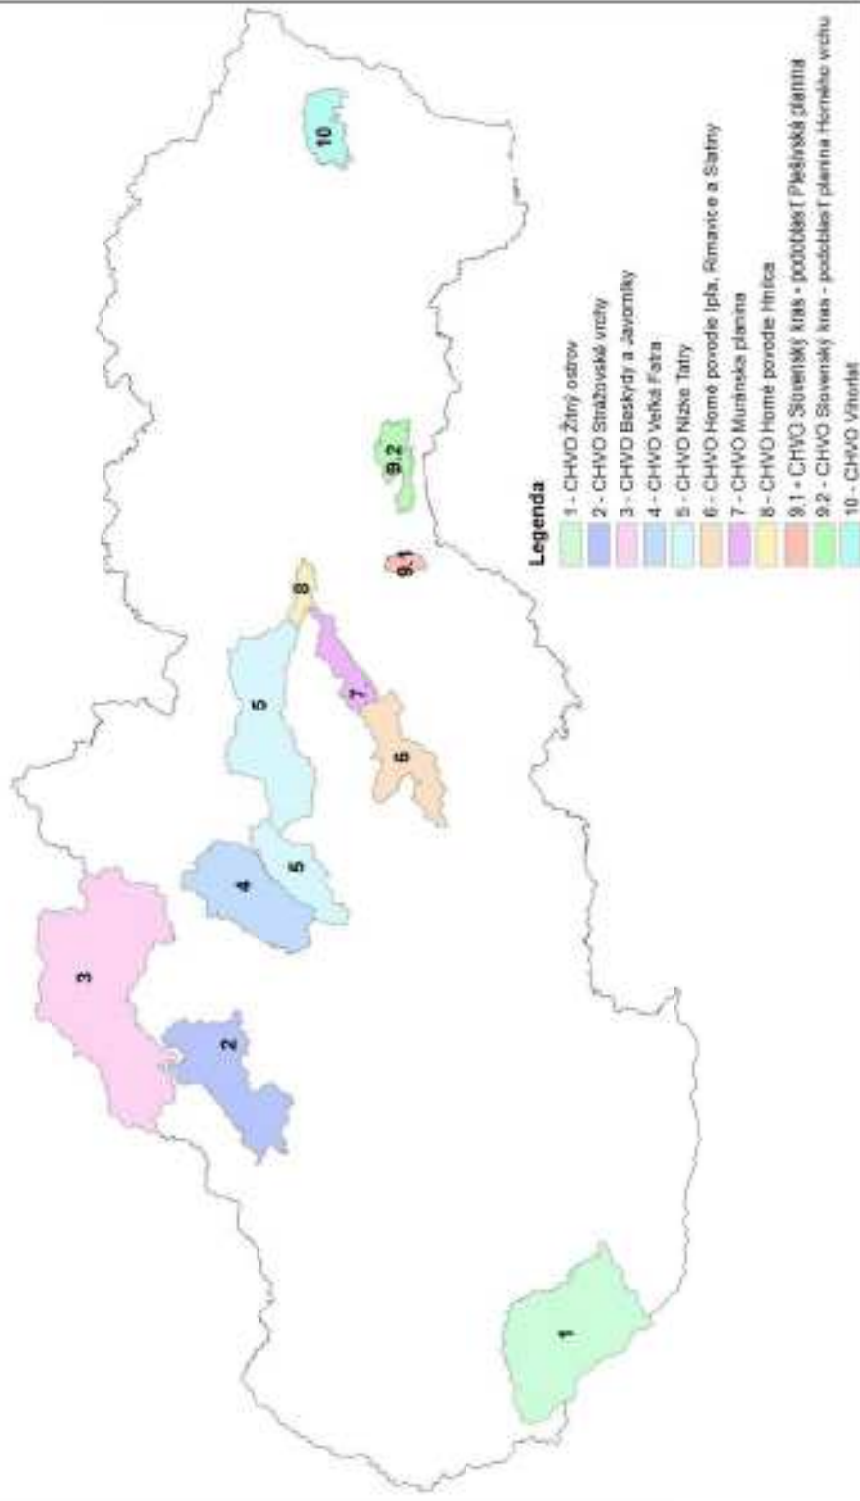 1
2
3
4
5
5
6
7
8
9.1
9.2
10
Legenda
1 - CHVO Žitný ostrov
2 - CHVO Strážovské vrchy
3 - CHVO Beskydy a Javorníky
4 - CHVO Veľká Fatra
5 - CHVO Nízke Tatry
6 - CHVO Horné povodie Ipľa, Rimavice a Slatiny
7 - CHVO Muránska planina
8 - CHVO Horné povodie Hnilca
9.1 - CHVO Slovenský kras - podoblasť Plešivská planina
9.2 - CHVO Slovenský kras - podoblasť planina Horného vrchu
10 - CHVO Vihorlat